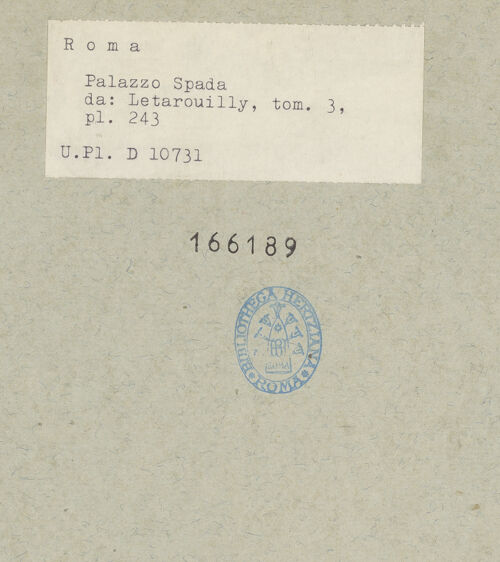 R o m a
Palazzo Spada
da: Letarouilly, tom. 3,
pl. 243
U.Pl. D 10731
166189
BIBLIOTHECA HERTZIANA
ROMA